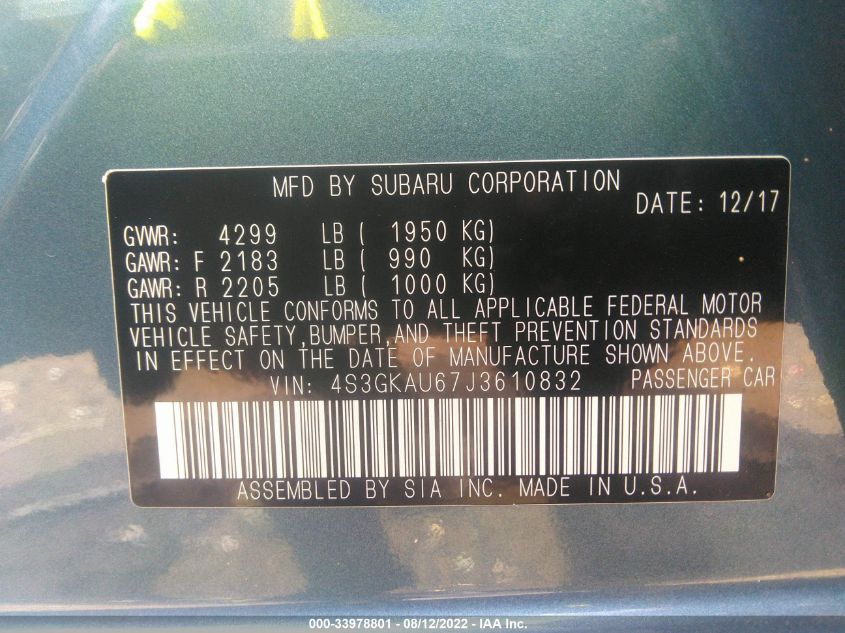 MFD BY SUBARU CORPORATION
DATE: 12/17
GVWR: 4299 LB ( 1950 KG)
GAWR: F 2183 LB ( 990 KG)
GAWR: R 2205 LB ( 1000 KG)
THIS VEHICLE CONFORMS TO ALL APPLICABLE FEDERAL MOTOR
VEHICLE SAFETY,BUMPER,AND THEFT PREVENTION STANDARDS
IN EFFECT ON THE DATE OF MANUFACTURE SHOWN ABOVE.
VIN: 4S3GKAU67J3610832 PASSENGER CAR
ASSEMBLED BY SIA INC. MADE IN U.S.A.
000-33978801 - 08/12/2022 - IAA Inc.